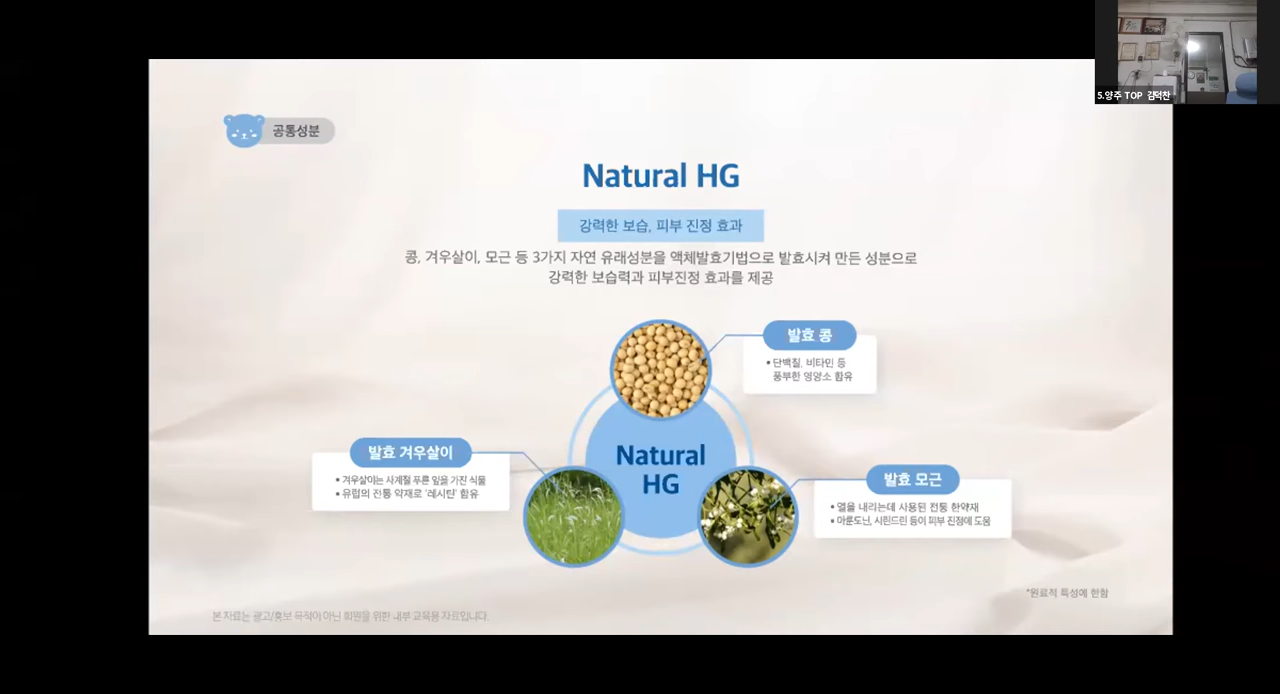 5.양주 TOP 김덕찬
공통성분
Natural HG
강력한 보습, 피부 진정 효과
콩, 겨우살이, 모근 등 3가지 자연 유래성분을 액체발효기법으로 발효시켜 만든 성분으로
강력한 보습력과 피부진정 효과를 제공
발효 콩
• 단백질, 비타민 등
풍부한 영양소 함유
Natural
HG
발효 겨우살이
• 겨우살이는 사계절 푸른 잎을 가진 식물
• 유럽의 전통 약재로 '레시틴' 함유
발효 모근
• 열을 내리는데 사용된 전통 한약재
• 아룬도닌, 시린드린 등이 피부 진정에 도움
*원료적 특성에 한함
본 자료는 광고/홍보 목적이 아닌 회원을 위한 내부 교육용 자료입니다.